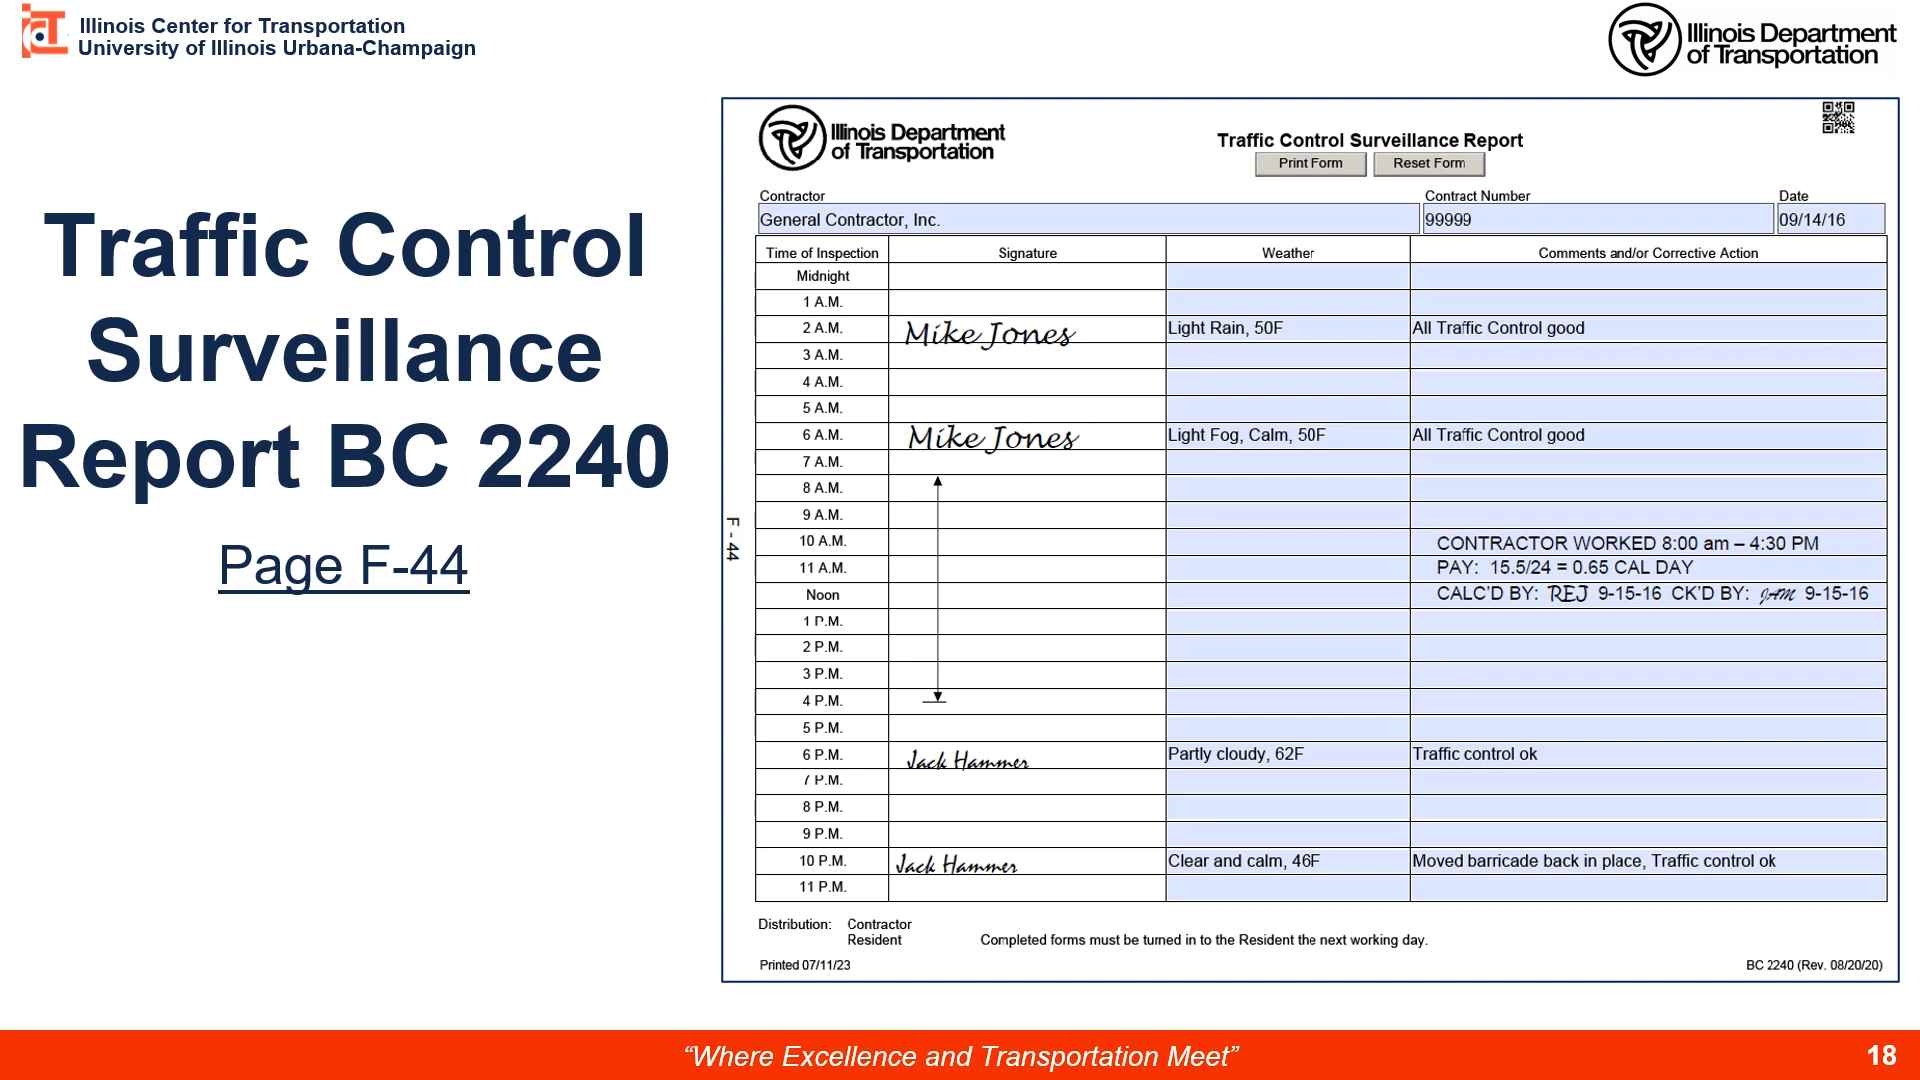 Illinois Center for Transportation
University of Illinois Urbana-Champaign
Illinois Department
of Transportation
Traffic Control
Surveillance
Report BC 2240
Page F-44
F - 44
Illinois Department
of Transportation
Traffic Control Surveillance Report
Print Form Reset Form
Contractor Contract Number Date
General Contractor, Inc. 99999 09/14/16
Time of Inspection Signature Weather Comments and/or Corrective Action
Midnight
1 A.M.
2 A.M. Mike Jones Light Rain, 50F All Traffic Control good
3 A.M.
4 A.M.
5 A.M.
6 A.M. Mike Jones Light Fog, Calm, 50F All Traffic Control good
7 A.M.
8 A.M.
9 A.M.
10 A.M. CONTRACTOR WORKED 8:00 am – 4:30 PM
11 A.M. PAY: 15.5/24 = 0.65 CAL DAY
Noon CALC'D BY: REJ 9-15-16 CK'D BY: JAM 9-15-16
1 P.M.
2 P.M.
3 P.M.
4 P.M.
5 P.M.
6 P.M. Jack Hammer Partly cloudy, 62F Traffic control ok
7 P.M.
8 P.M.
9 P.M.
10 P.M. Jack Hammer Clear and calm, 46F Moved barricade back in place, Traffic control ok
11 P.M.
Distribution: Contractor
Resident Completed forms must be turned in to the Resident the next working day.
Printed 07/11/23 BC 2240 (Rev. 08/20/20)
“Where Excellence and Transportation Meet”
18